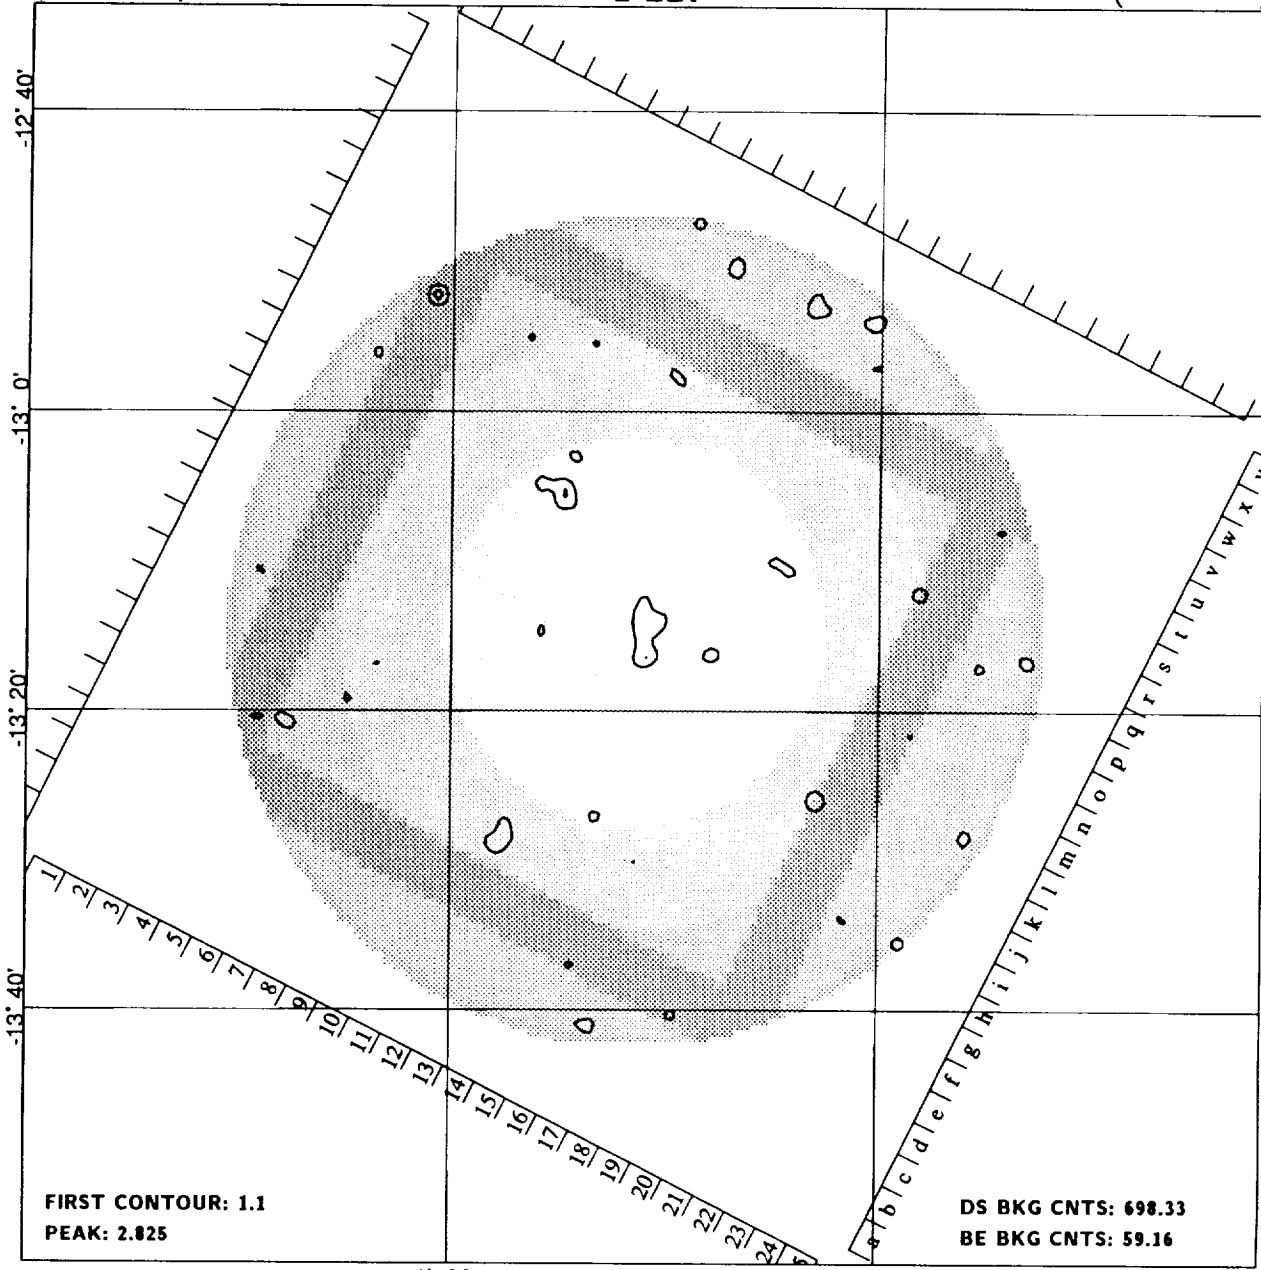 -12° 40'
-13° 0'
-13° 20'
-13° 40'
1 2 3 4 5 6 7 8 9 10 11 12 13 14 15 16 17 18 19 20 21 22 23 24
a b c d e f g h i j k l m n o p q r s t u v w x
FIRST CONTOUR: 1.1
PEAK: 2.825
DS BKG CNTS: 698.33
BE BKG CNTS: 59.16